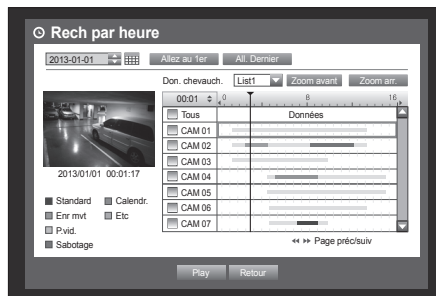 Rech par heure
2013-01-01 Allez au 1er All. Dernier
Don. chevauch. List1 Zoom avant Zoom arr.
00:01 0 8 16
Tous Données
CAM 01
CAM 02
CAM 03
CAM 04
CAM 05
CAM 06
CAM 07
2013/01/01 00:01:17
Standard Calendr.
Enr mvt Etc
P.vid.
Sabotage
Page préc/suiv
Play Retour